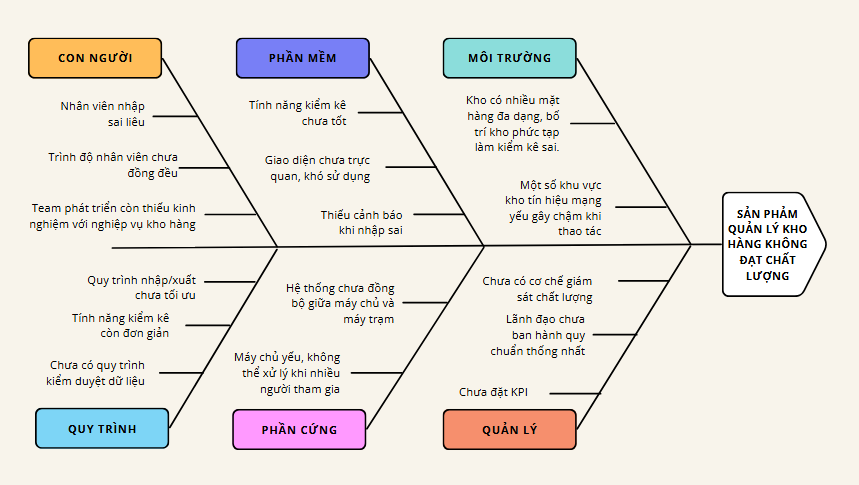 CON NGƯỜI
PHẦN MỀM
MÔI TRƯỜNG
Nhân viên nhập
sai liêu
Trình độ nhân viên chưa
đồng đều
Team phát triển còn thiếu kinh
nghiệm với nghiệp vụ kho hàng
Tính năng kiểm kê
chưa tốt
Giao diện chưa trực
quan, khó sử dụng
Thiếu cảnh báo
khi nhập sai
Kho có nhiều mặt
hàng đa dạng, bố
trí kho phức tạp
làm kiểm kê sai.
Một số khu vực
kho tín hiệu mạng
yếu gây chậm khi
thao tác
SẢN PHẢM
QUẢN LÝ KHO
HÀNG KHÔNG
ĐẠT CHẤT
LƯỢNG
Quy trình nhập/xuất
chưa tối ưu
Tính năng kiểm kê
còn đơn giản
Chưa có quy trình
kiểm duyệt dữ liệu
Hệ thống chưa đồng
bộ giữa máy chủ và
máy trạm
Máy chủ yếu, không
thể xử lý khi nhiều
người tham gia
Chưa có cơ chế giám
sát chất lượng
Lãnh đạo chưa
ban hành quy
chuẩn thống nhất
Chưa đặt KPI
QUY TRÌNH
PHẦN CỨNG
QUẢN LÝ